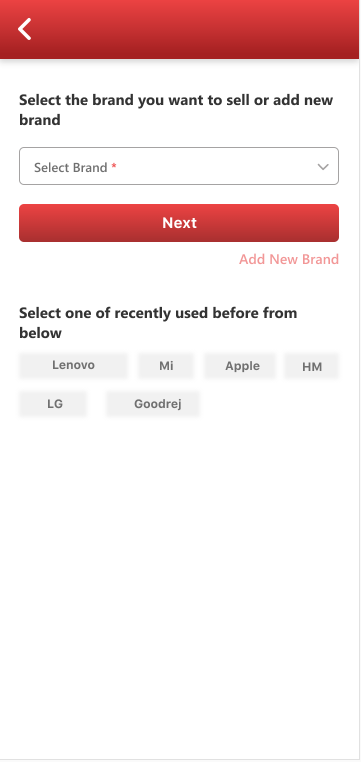 Select the brand you want to sell or add new
brand
Select Brand *
Next
Add New Brand
Select one of recently used before from
below
Lenovo Mi Apple HM
LG Goodrej